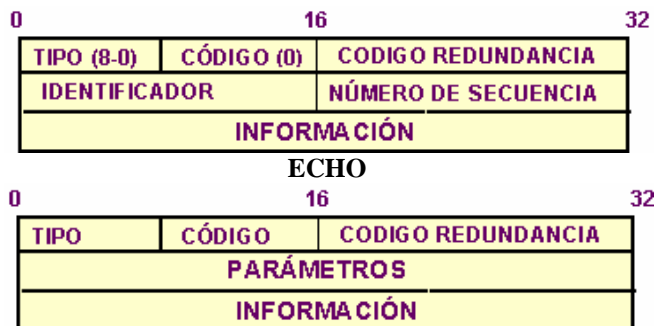 0 16 32
TIPO (8-0) CÓDIGO (0) CODIGO REDUNDANCIA
IDENTIFICADOR NÚMERO DE SECUENCIA
INFORMACIÓN
ECHO
0 16 32
TIPO CÓDIGO CODIGO REDUNDANCIA
PARÁMETROS
INFORMACIÓN